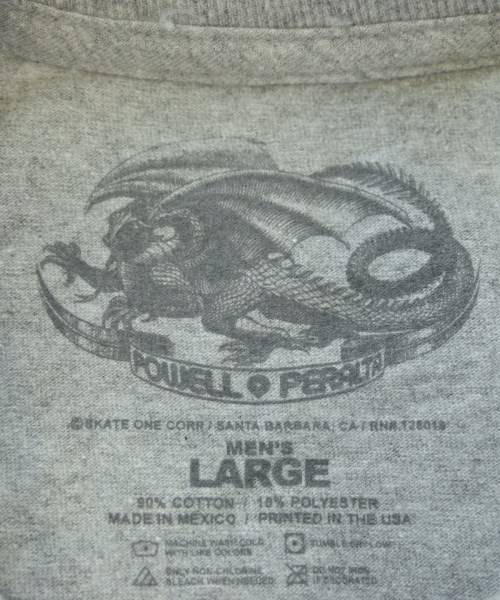 POWELL PERALTA
©SKATE ONE CORP / SANTA BARBARA, CA / RN#.128019
MEN'S
LARGE
90% COTTON / 10% POLYESTER
MADE IN MEXICO / PRINTED IN THE USA
MACHINE WASH COLD
WITH LIKE COLORS
TUMBLE DRY LOW
ONLY NON-CHLORINE
BLEACH WHEN NEEDED
DO NOT IRON
IF DECORATED